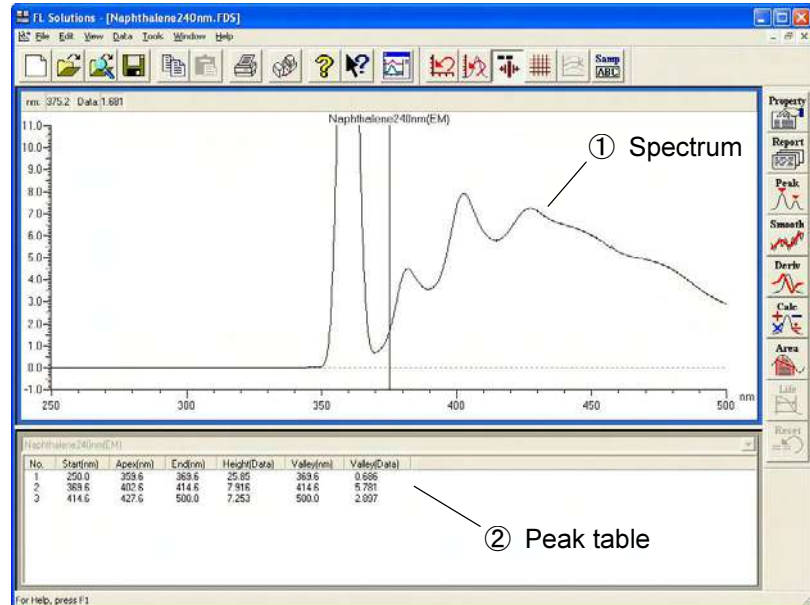 FL Solutions - [Naphthalene240nm.FDS]
File Edit View Data Tools Window Help
Samp
ABC
nm: 375.2 Data: 1.681
Naphthalene240nm(EM)
11.0
10.0
9.0
8.0
7.0
6.0
5.0
4.0
3.0
2.0
1.0
0.0
-1.0
250 300 350 400 450 500
nm
① Spectrum
Property
Report
Peak
Smooth
Deriv
Calc
Area
Life
Reset
Naphthalene240nm(EM)
No. Start(nm) Apex(nm) End(nm) Height(Data) Valley(nm) Valley(Data)
1 250.0 359.6 369.6 25.85 369.6 0.686
2 369.6 402.6 414.6 7.916 414.6 5.781
3 414.6 427.6 500.0 7.253 500.0 2.897
② Peak table
For Help, press F1